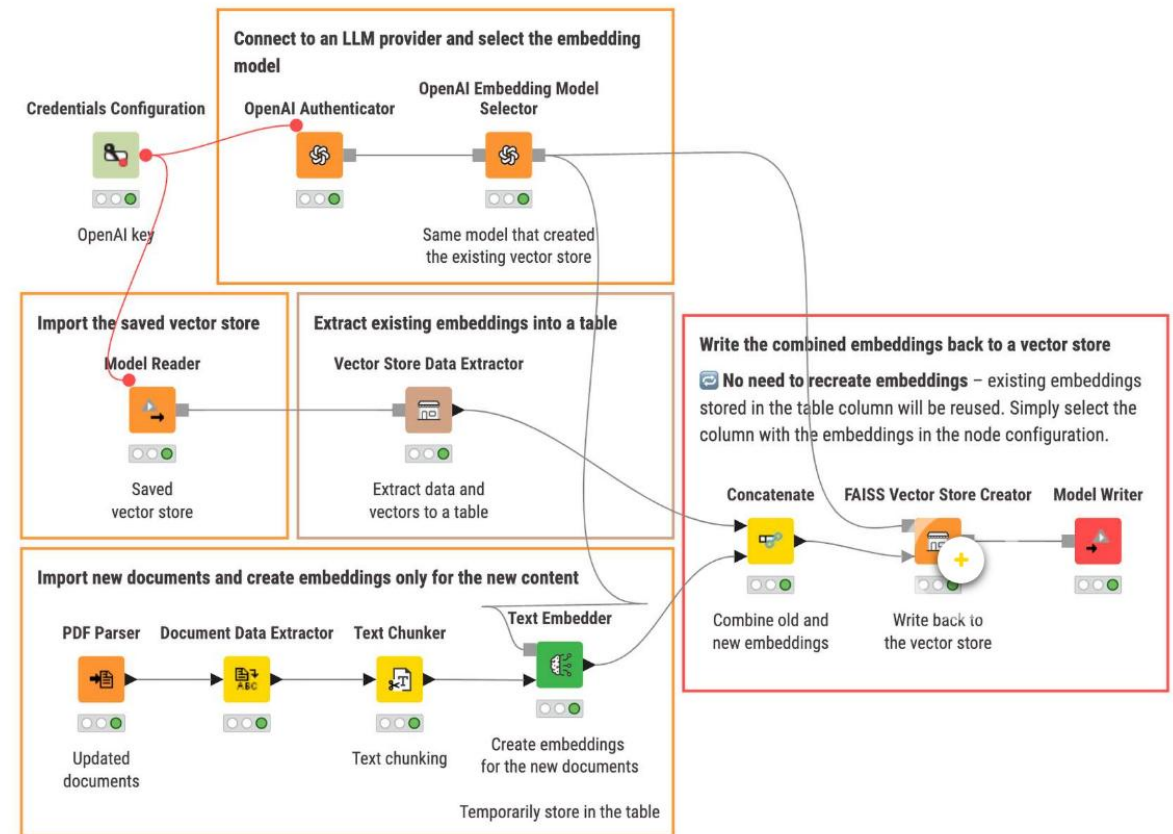 Connect to an LLM provider and select the embedding
model
Credentials Configuration
OpenAI Authenticator
OpenAI Embedding Model
Selector
OpenAI key
Same model that created
the existing vector store
Import the saved vector store
Model Reader
Saved
vector store
Extract existing embeddings into a table
Vector Store Data Extractor
Extract data and
vectors to a table
Write the combined embeddings back to a vector store
No need to recreate embeddings – existing embeddings
stored in the table column will be reused. Simply select the
column with the embeddings in the node configuration.
Concatenate
FAISS Vector Store Creator
Model Writer
Combine old and
new embeddings
Write back to
the vector store
Import new documents and create embeddings only for the new content
PDF Parser
Document Data Extractor
Text Chunker
Text Embedder
ABC
T
Updated
documents
Text chunking
Create embeddings
for the new documents
Temporarily store in the table